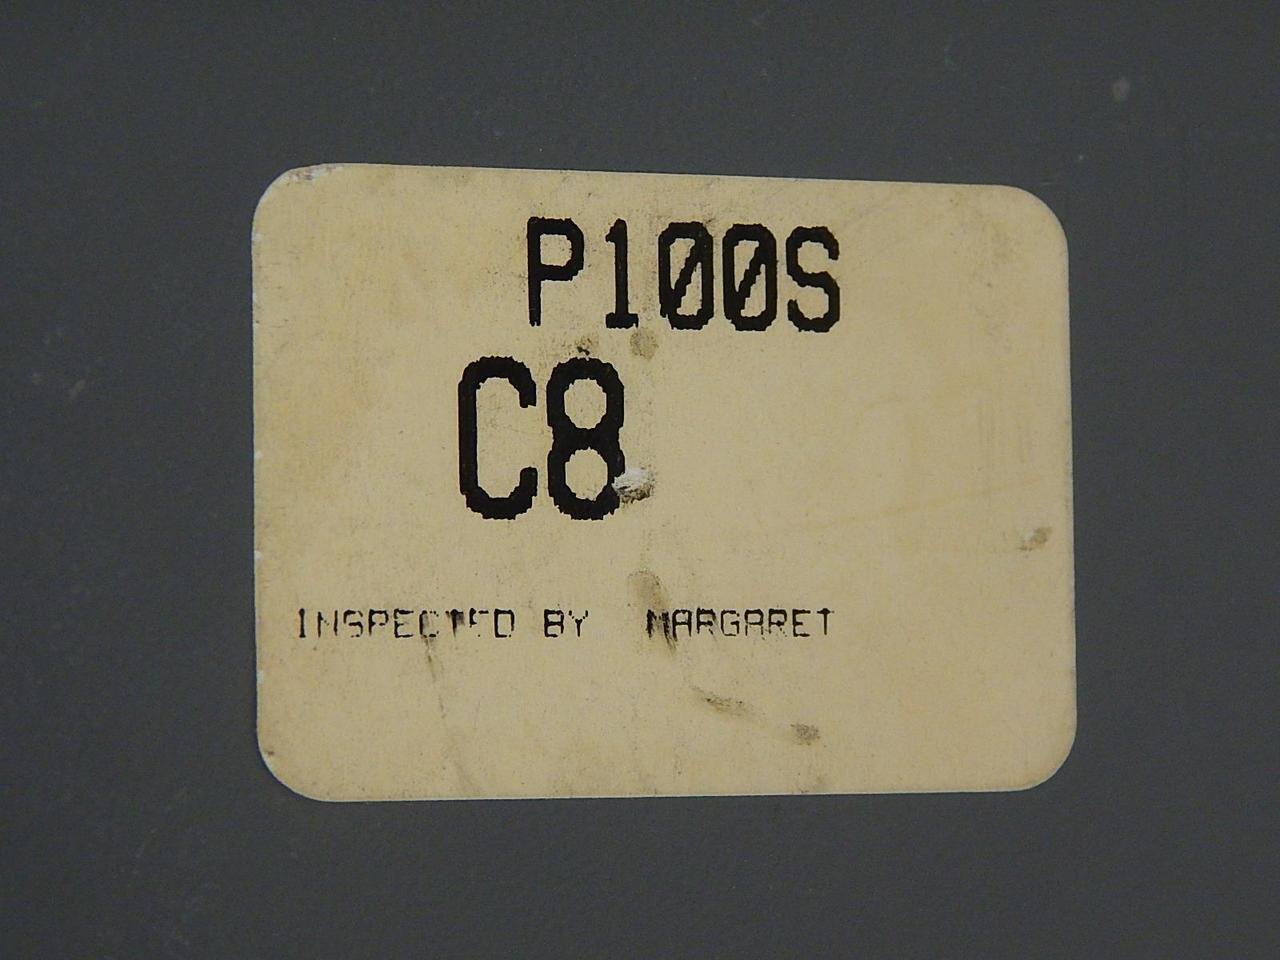 P100S
C8
INSPECTED BY MARGARET